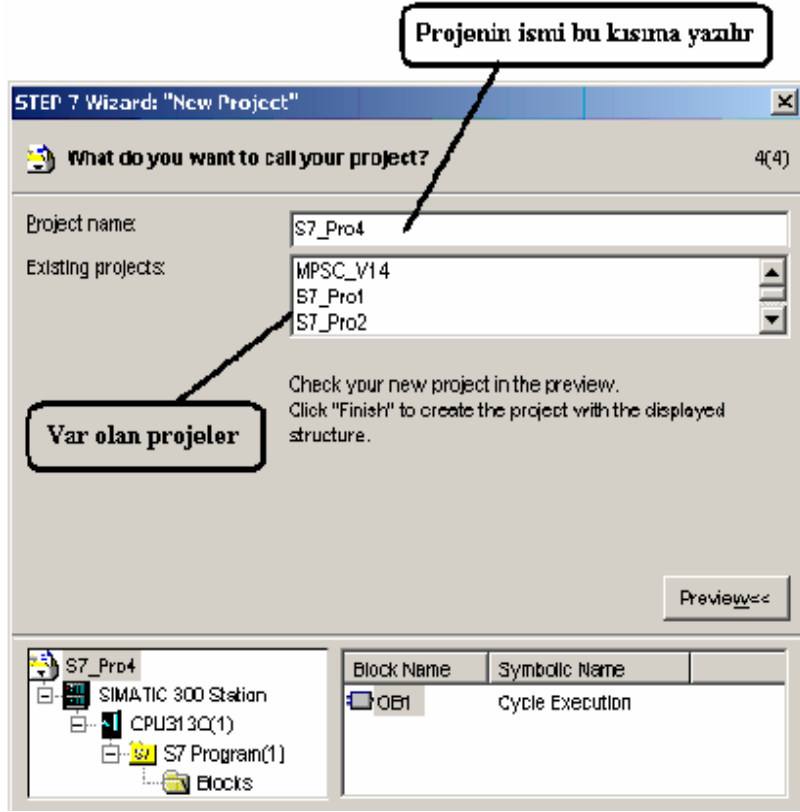 Projenin ismi bu kısıma yazılır
STEP 7 Wizard: "New Project"
What do you want to call your project?
4(4)
Project name:
S7_Pro4
Existing projects:
MPSC_V14
S7_Pro1
S7_Pro2
Var olan projeler
Check your new project in the preview.
Click "Finish" to create the project with the displayed
structure.
Preview<<
S7_Pro4
SIMATIC 300 Station
CPU313C(1)
S7 Program(1)
Blocks
Block Name Symbolic Name
OB1 Cycle Execution